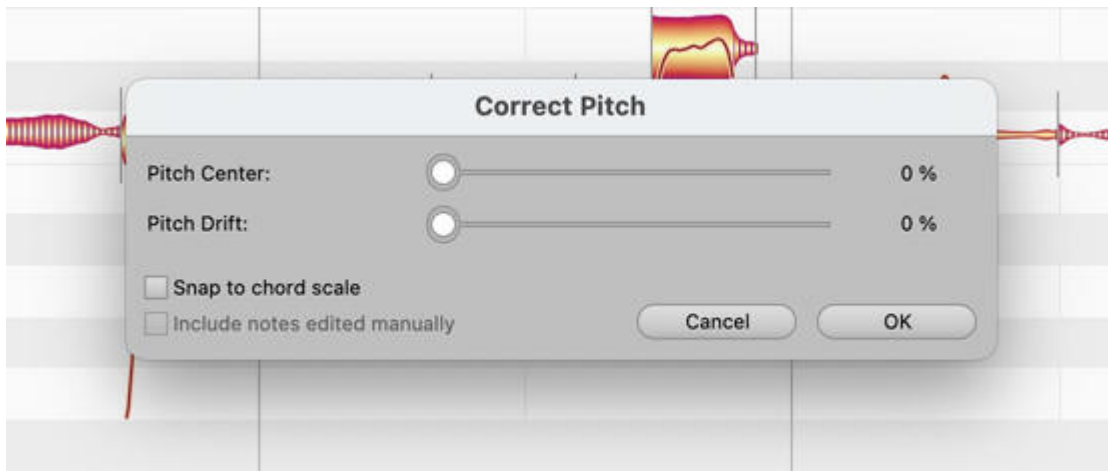 Correct Pitch
Pitch Center: 0 %
Pitch Drift: 0 %
Snap to chord scale
Include notes edited manually
Cancel OK